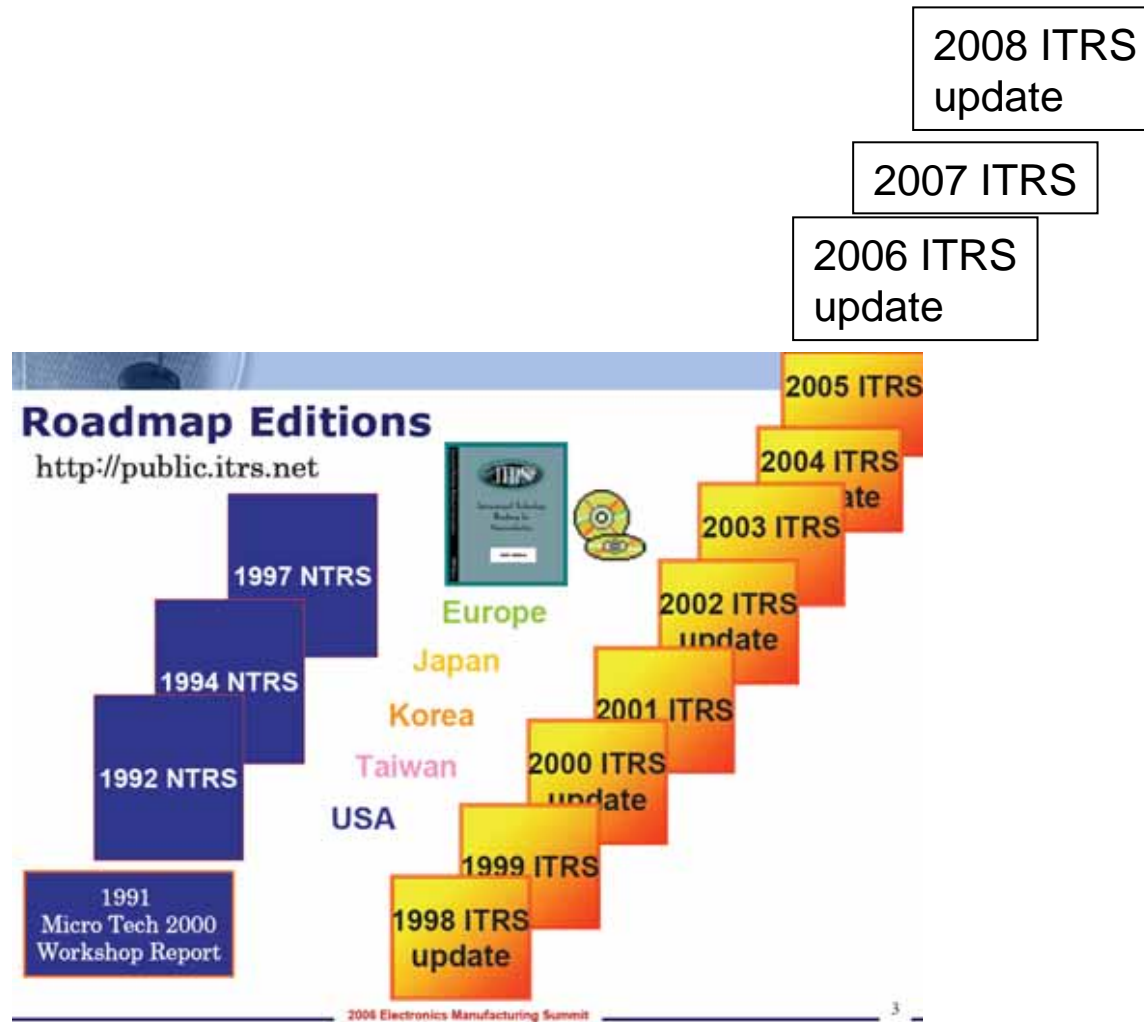 2008 ITRS
update
2007 ITRS
2006 ITRS
update
2005 ITRS
Roadmap Editions
http://public.itrs.net
2004 ITRS
ate
2003 ITRS
1997 NTRS
ITRS
Europe
2002 ITRS
update
Japan
1994 NTRS
Korea
2001 ITRS
Taiwan
2000 ITRS
update
1992 NTRS
USA
1999 ITRS
1991
Micro Tech 2000
Workshop Report
1998 ITRS
update
2006 Electronics Manufacturing Summit
3